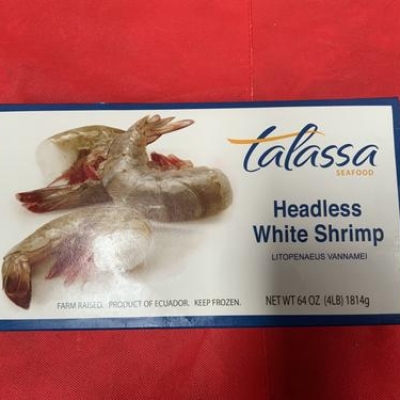 talassa
SEAFOOD
Headless
White Shrimp
LITOPENAEUS VANNAMEI
FARM RAISED. PRODUCT OF ECUADOR. KEEP FROZEN.
NET WT 64 OZ (4LB) 1814g